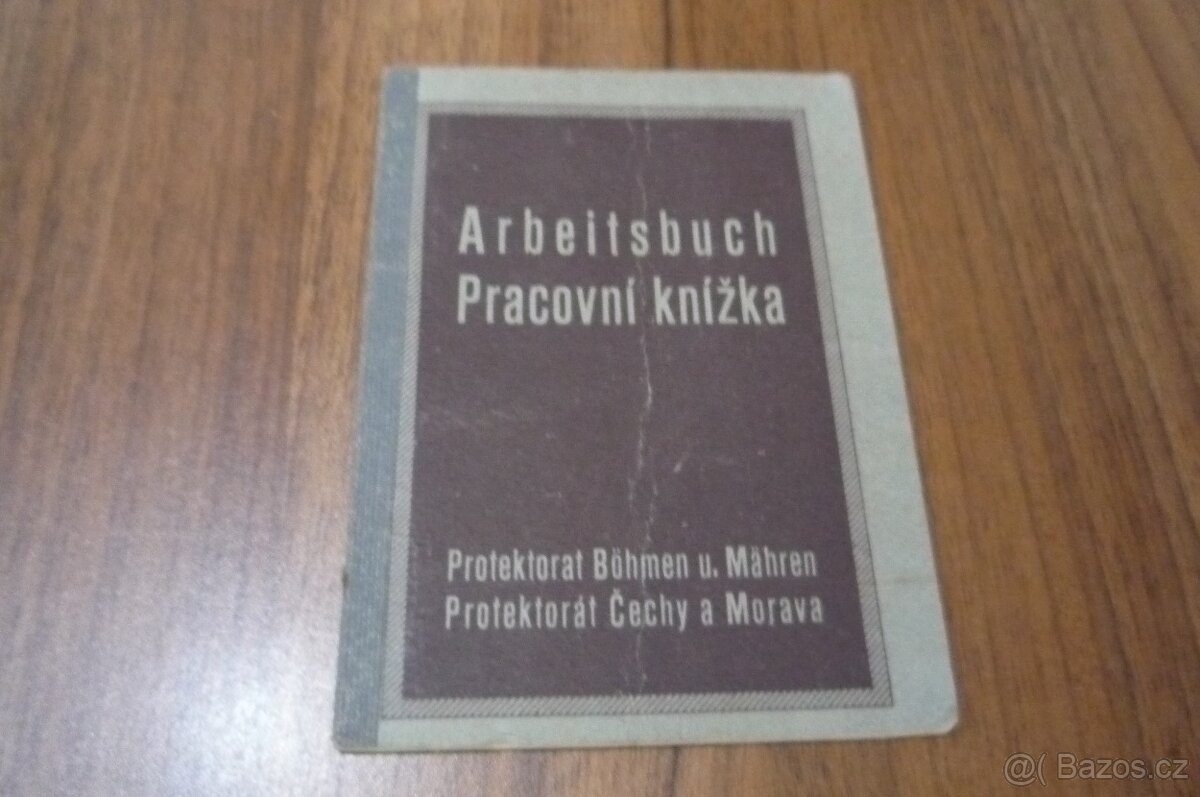 Arbeitsbuch
Pracovní knížka
Protektorat Böhmen u. Mähren
Protektorát Čechy a Morava
@( Bazos.cz